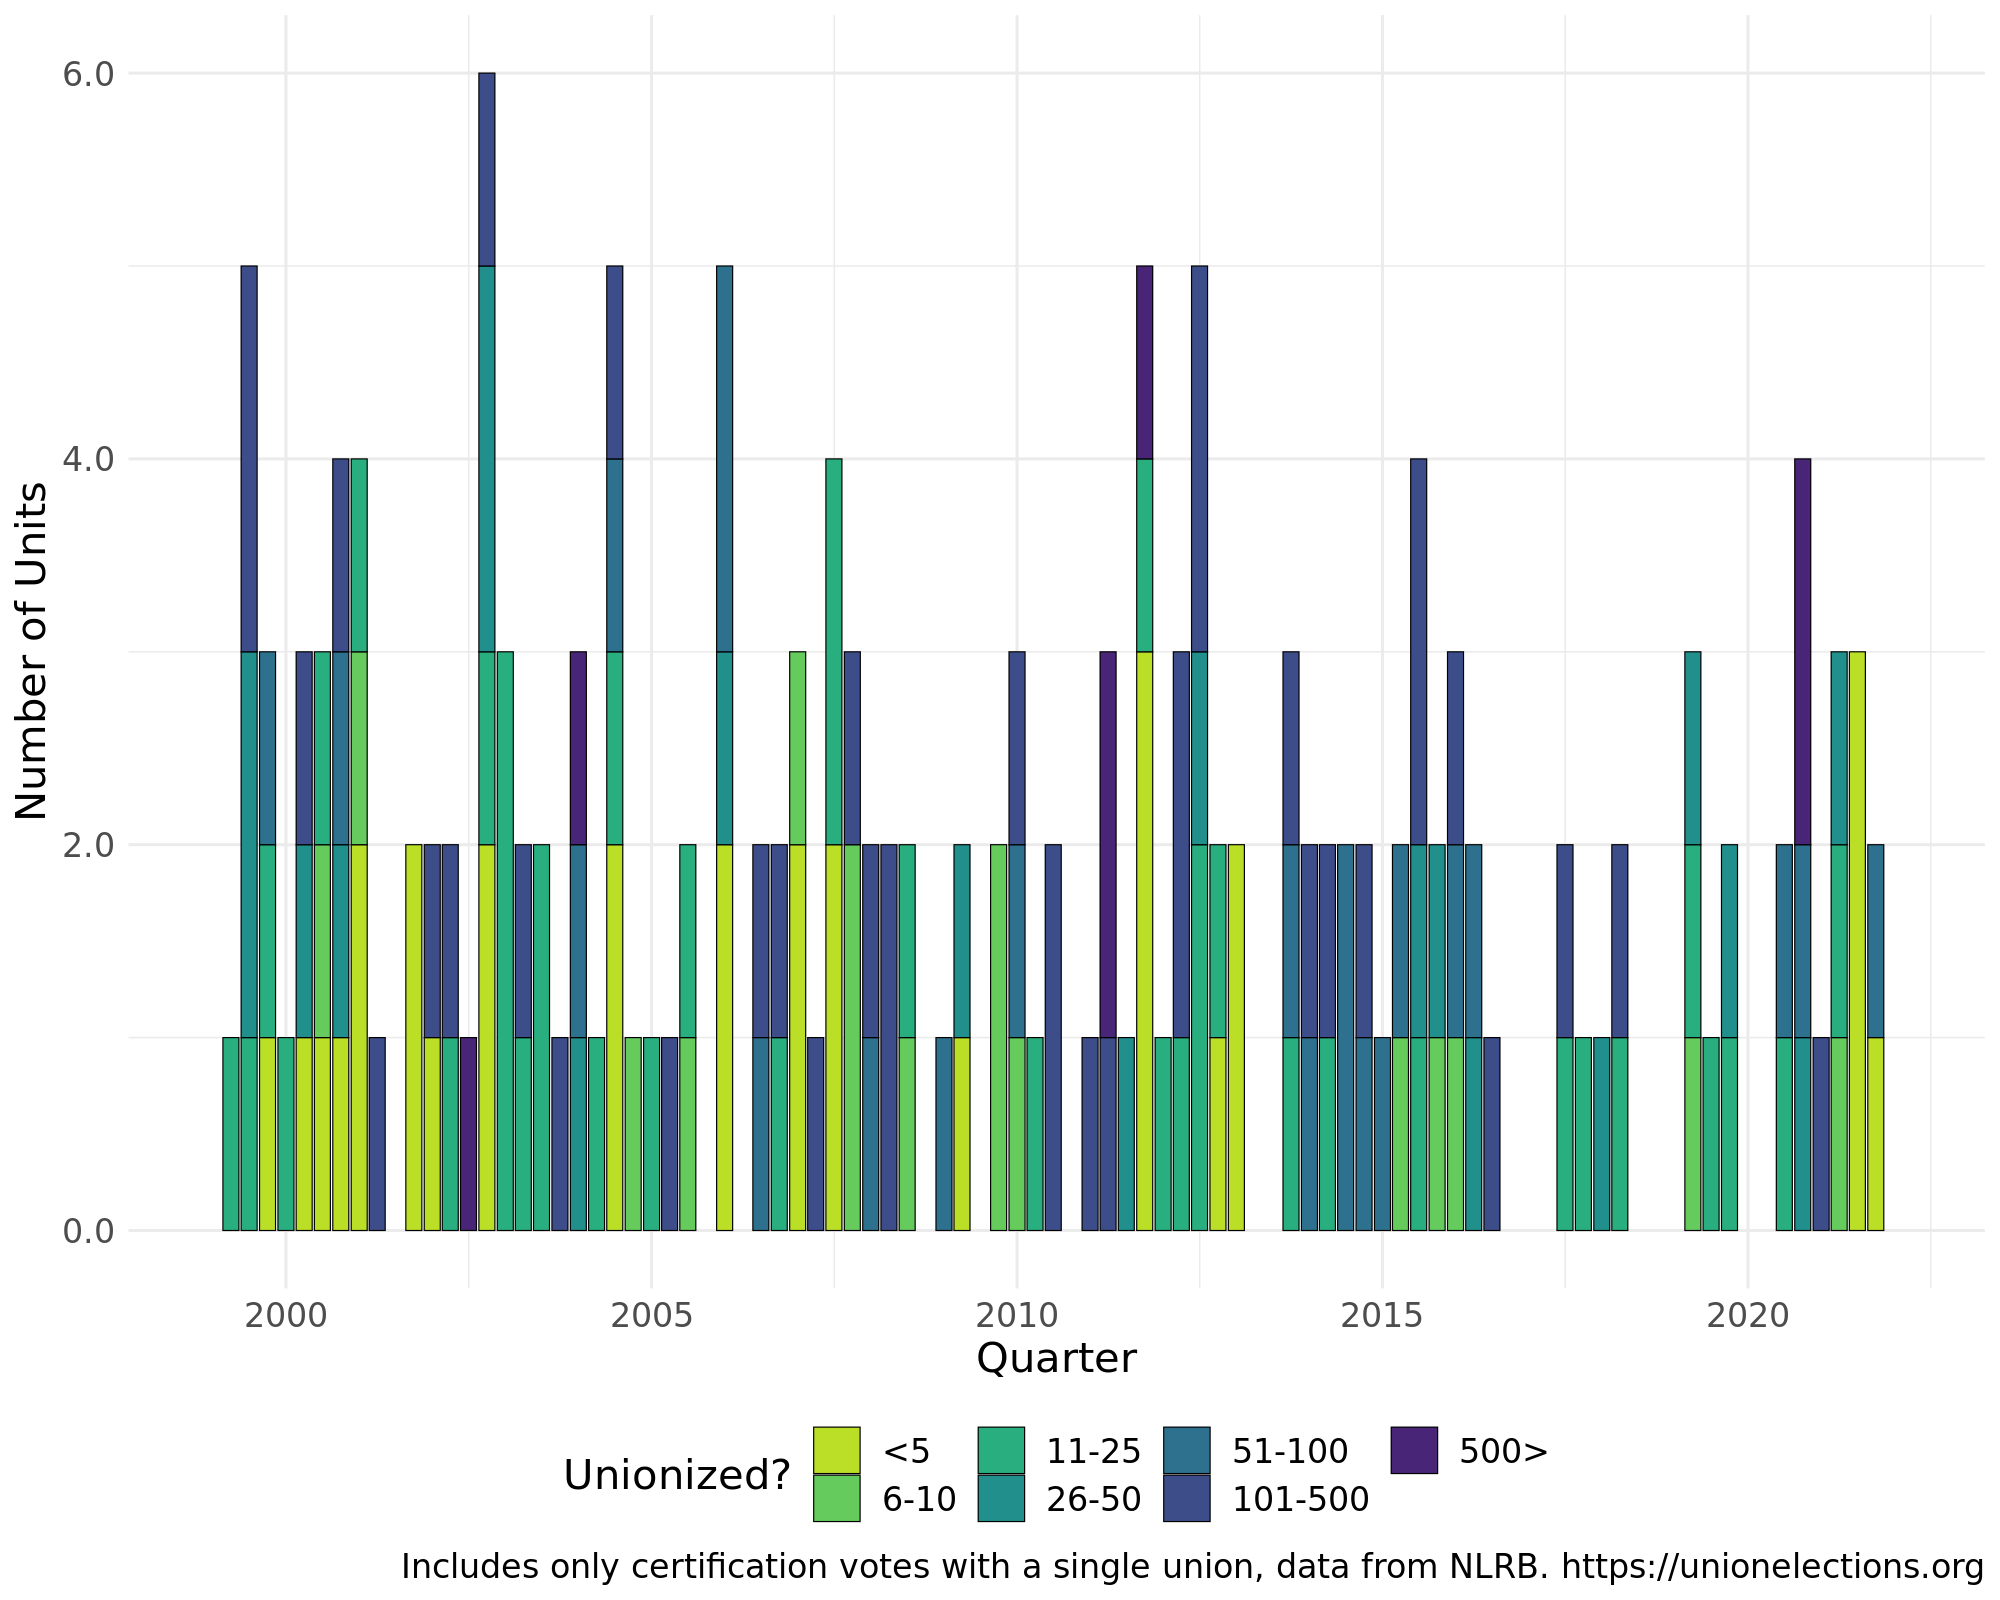 6.0
4.0
2.0
0.0
Number of Units
2000 2005 2010 2015 2020
Quarter
Unionized?
<5 11-25 51-100 500>
6-10 26-50 101-500
Includes only certification votes with a single union, data from NLRB. https://unionelections.org